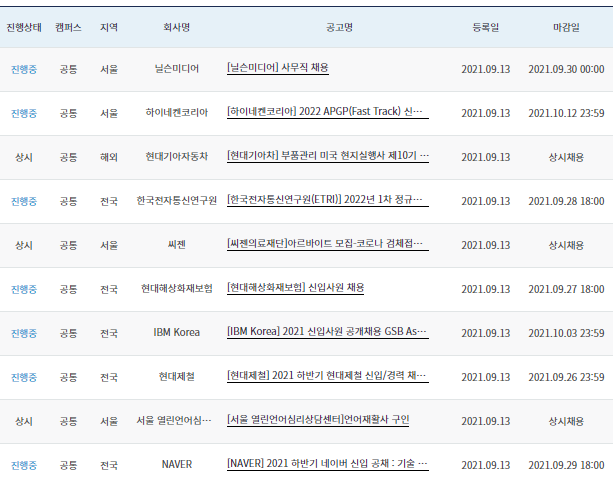 진행상태 캠퍼스 지역 회사명 공고명 등록일 마감일
진행중 공통 서울 닐슨미디어 [닐슨미디어] 사무직 채용 2021.09.13 2021.09.30 00:00
진행중 공통 서울 하이네켄코리아 [하이네켄코리아] 2022 APGP(Fast Track) 신… 2021.09.13 2021.10.12 23:59
상시 공통 해외 현대기아자동차 [현대기아차] 부품관리 미국 현지실행사 제10기 … 2021.09.13 상시채용
진행중 공통 전국 한국전자통신연구원 [한국전자통신연구원(ETRI)] 2022년 1차 정규… 2021.09.13 2021.09.28 18:00
상시 공통 서울 씨젠 [씨젠의료재단]아르바이트 모집-코로나 검체접… 2021.09.13 상시채용
진행중 공통 전국 현대해상화재보험 [현대해상화재보험] 신입사원 채용 2021.09.13 2021.09.27 18:00
진행중 공통 전국 IBM Korea [IBM Korea] 2021 신입사원 공개채용 GSB As… 2021.09.13 2021.10.03 23:59
진행중 공통 전국 현대제철 [현대제철] 2021 하반기 현대제철 신입/경력 채… 2021.09.13 2021.09.26 23:59
상시 공통 서울 서울 열린언어심… [서울 열린언어심리상담센터]언어재활사 구인 2021.09.13 상시채용
진행중 공통 전국 NAVER [NAVER] 2021 하반기 네이버 신입 공채 : 기술 … 2021.09.13 2021.09.29 18:00